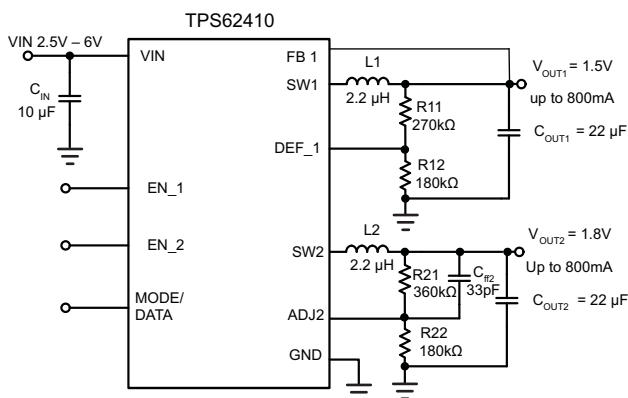 TPS62410
VIN 2.5V – 6V
VIN
FB 1
L1
V_OUT1 = 1.5V
SW1
C_IN
10 µF
2.2 µH
R11
270kΩ
up to 800mA
C_OUT1 = 22 µF
DEF_1
R12
180kΩ
EN_1
EN_2
SW2
L2
V_OUT2 = 1.8V
2.2 µH
R21
360kΩ
C_ff2
33pF
Up to 800mA
C_OUT2 = 22 µF
MODE/
DATA
ADJ2
R22
180kΩ
GND